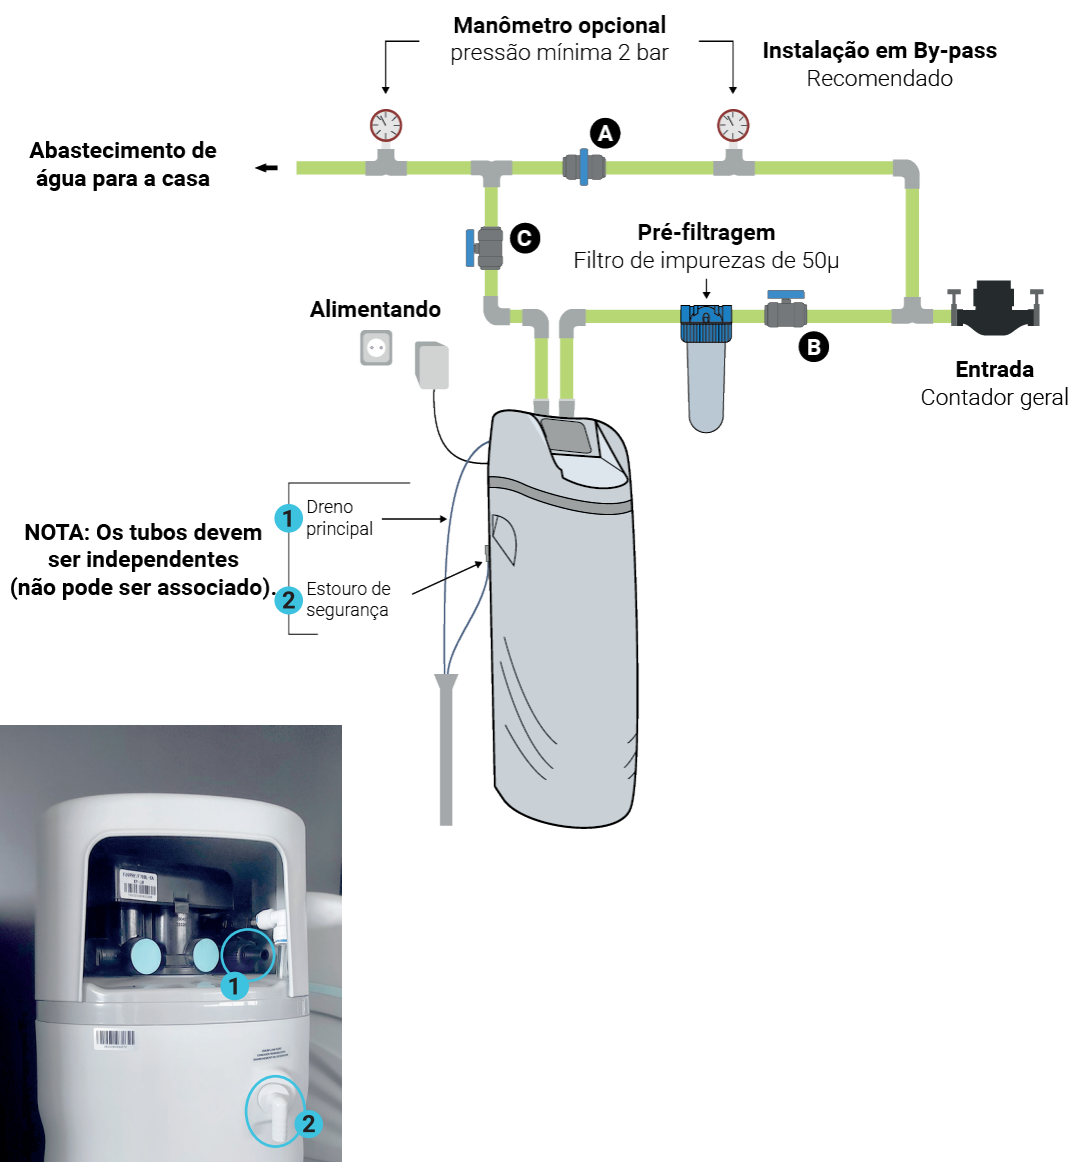 Manômetro opcional
pressão mínima 2 bar
Instalação em By-pass
Recomendado
A
Abastecimento de
água para a casa
C
Pré-filtragem
Filtro de impurezas de 50µ
Alimentando
B
Entrada
Contador geral
1
Dreno
principal
NOTA: Os tubos devem
ser independentes
(não pode ser associado).
2
Estouro de
segurança
1
2